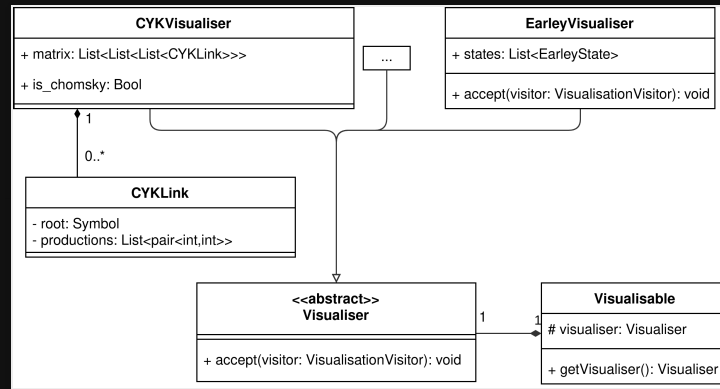 CYKVisualiser
+ matrix: List<List<List<CYKLink>>>
+ is_chomsky: Bool
...
EarleyVisualiser
+ states: List<EarleyState>
+ accept(visitor: VisualisationVisitor): void
1
0..*
CYKLink
- root: Symbol
- productions: List<pair<int,int>>
<<abstract>>
Visualiser
+ accept(visitor: VisualisationVisitor): void
1
1
Visualisable
# visualiser: Visualiser
+ getVisualiser(): Visualiser